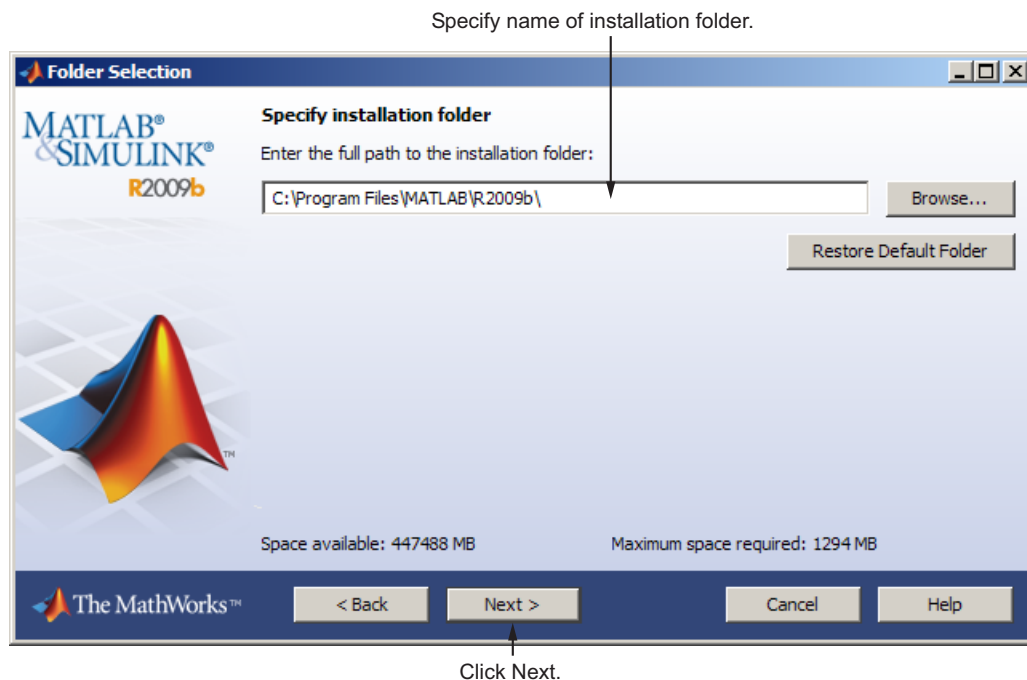 Specify name of installation folder.
Folder Selection
MATLAB®
&SIMULINK®
R2009b
Specify installation folder
Enter the full path to the installation folder:
C:\Program Files\MATLAB\R2009b\
Browse...
Restore Default Folder
TM
Space available: 447488 MB
Maximum space required: 1294 MB
The MathWorks™
< Back
Next >
Cancel
Help
Click Next.